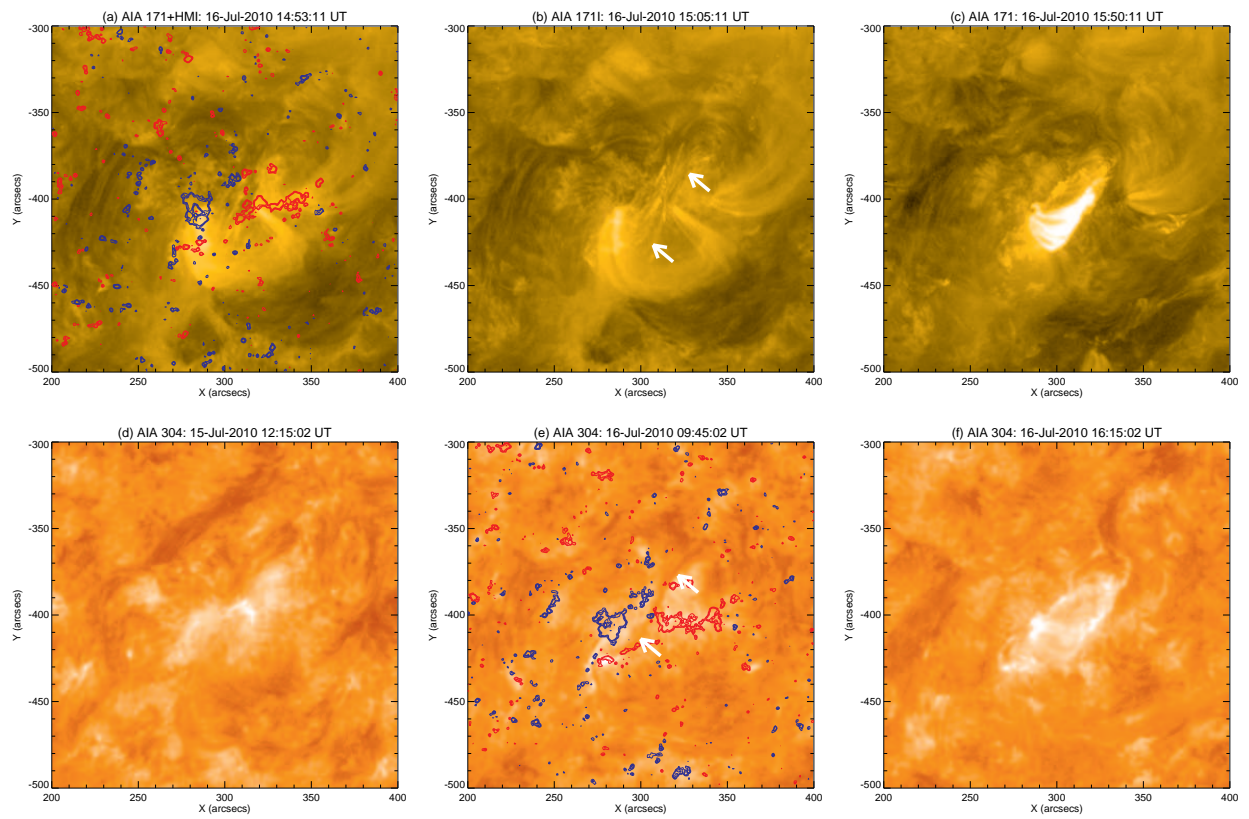 (a) AIA 171+HMI: 16-Jul-2010 14:53:11 UT
(b) AIA 171I: 16-Jul-2010 15:05:11 UT
(c) AIA 171: 16-Jul-2010 15:50:11 UT
-300
-350
-400
-450
-500
Y (arcsecs)
200 250 300 350 400
X (arcsecs)
-300
-350
-400
-450
-500
Y (arcsecs)
200 250 300 350 400
X (arcsecs)
-300
-350
-400
-450
-500
Y (arcsecs)
200 250 300 350 400
X (arcsecs)
(d) AIA 304: 15-Jul-2010 12:15:02 UT
(e) AIA 304: 16-Jul-2010 09:45:02 UT
(f) AIA 304: 16-Jul-2010 16:15:02 UT
-300
-350
-400
-450
-500
Y (arcsecs)
200 250 300 350 400
X (arcsecs)
-300
-350
-400
-450
-500
Y (arcsecs)
200 250 300 350 400
X (arcsecs)
-300
-350
-400
-450
-500
Y (arcsecs)
200 250 300 350 400
X (arcsecs)